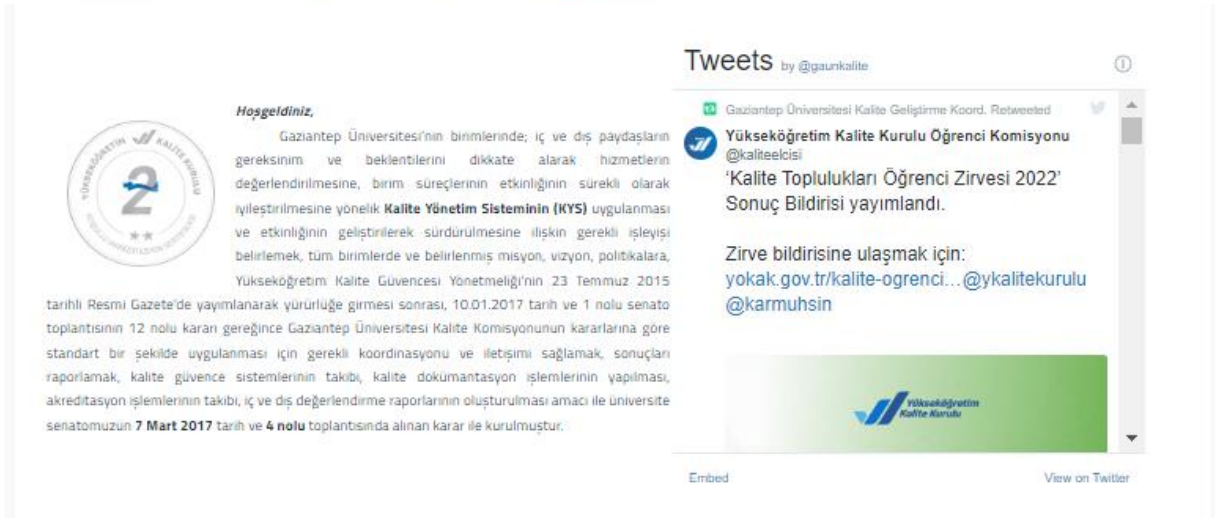 Hoşgeldiniz,
Gaziantep Üniversitesi'nin birimlerinde; iç ve dış paydaşların
gereksinim ve beklentilerini dikkate alarak hizmetlerin
değerlendirilmesine, birim süreçlerinin etkinliğinin sürekli olarak
iyileştirilmesine yönelik Kalite Yönetim Sisteminin (KYS) uygulanması
ve etkinliğinin geliştirilerek sürdürülmesine ilişkin gerekli işleyişi
belirlemek, tüm birimlerde ve belirlenmiş misyon, vizyon, politikalara,
Yükseköğretim Kalite Güvencesi Yönetmeliği'nin 23 Temmuz 2015
tarihli Resmi Gazete'de yayımlanarak yürürlüğe girmesi sonrası, 10.01.2017 tarih ve 1 nolu senato
toplantısının 12 nolu kararı gereğince Gaziantep Üniversitesi Kalite Komisyonunun kararlarına göre
standart bir şekilde uygulanması için gerekli koordinasyonu ve iletişimi sağlamak, sonuçları
raporlamak, kalite güvence sistemlerinin takibi, kalite dokümantasyon işlemlerinin yapılması,
akreditasyon işlemlerinin takibi, iç ve dış değerlendirme raporlarının oluşturulması amacı ile üniversite
senatomuzun 7 Mart 2017 tarih ve 4 nolu toplantısında alınan karar ile kurulmuştur.
YÜKSEKÖĞRETİM KALİTE KURULU
2
Tweets by @gaunkalite
Gaziantep Üniversitesi Kalite Geliştirme Koord. Retweeted
Yükseköğretim Kalite Kurulu Öğrenci Komisyonu
@kaliteelcisi
'Kalite Toplulukları Öğrenci Zirvesi 2022'
Sonuç Bildirisi yayımlandı.
Zirve bildirisine ulaşmak için:
yokak.gov.tr/kalite-ogrenci…@ykalitekurulu
@karmuhsin
Yükseköğretim
Kalite Kurulu
Embed
View on Twitter